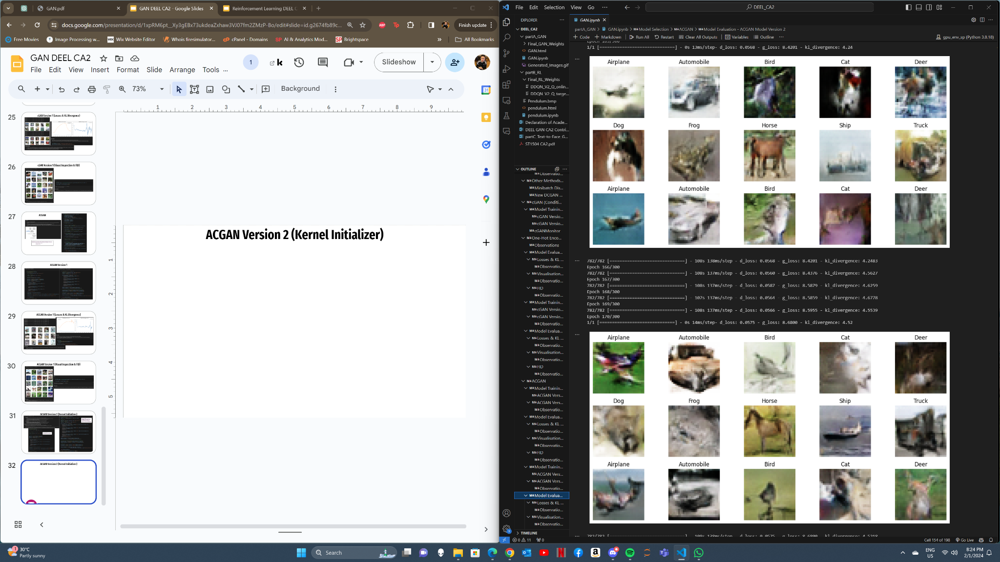 GAN.pdf
GAN DEEL CA2 - Google Slides
Reinforcement Learning DEEL C
docs.google.com/presentation/d/1xpRM6pt__Xy3gEBx73ukdeaZxhaw3VJ07fm2ZMzP-Bo/edit#slide=id.g2674fb89c...
Finish update
Free Movies
Image Processing w...
Wix Website Editor
Whois firesimulator...
cPanel - Domains
AI & Analytics Mod...
Brightspace
All Bookmarks
GAN DEEL CA2
File Edit View Insert Format Slide Arrange Tools ...
1
k
Slideshow
73%
Background
1 2 3 4 5 6 7 8 9
25
cGAN Version 1 (Losses & KL Divergence)
26
cGAN Version 1 (Visual Inspection & FID)
27
ACGAN
28
ACGAN Version 1
29
ACGAN Version 1 (Losses & KL Divergence)
30
ACGAN Version 1 (Visual Inspection & FID)
31
ACGAN Version 2 (Kernel Initializer)
32
ACGAN Version 2 (Kernel Initializer)
ACGAN Version 2 (Kernel Initializer)
1
2
3
4
5
File Edit Selection View Go ...
DEEL_CA2
EXPLORER
DEEL_CA2
partA_GAN
Final_GAN_Weights
GAN.html
GAN.ipynb
Generated_Images.gif
partB_RL
Final_RL_Weights
DDQN_V2_Q_onlin...
DDQN_V2_Q_targe...
Pendulum.bmp
pendulum.html
pendulum.ipynb
Declaration of Acade...
DEEL GAN CA2 Contri...
partC_Text-to-Face_G...
ST1504 CA2.pdf
OUTLINE
Observatio...
Other Methods...
Minibatch Dis...
New DCGAN ...
cGAN (Conditi...
Model Trainin...
cGAN Versio...
cGAN Versio...
cGANMonitor
One-Hot Enco...
Observations
Model Evalua...
Losses & KL ...
Observatio...
Visualisation...
Observatio...
FID
Observatio...
Model Trainin...
cGAN Versio...
cGAN Versio...
Observatio...
Model Evalua...
Losses & KL ...
Observatio...
Visualisation...
Observatio...
FID
Observatio...
ACGAN
Model Trainin...
ACGAN Vers...
ACGAN Vers...
Observatio...
Model Evalua...
Losses & KL ...
Observatio...
Visualisation...
Observatio...
FID
Observatio...
Model Trainin...
ACGAN Vers...
ACGAN Vers...
Observatio...
Model Evalua...
Losses & KL ...
Observatio...
Visualisation...
Observatio...
TIMELINE
GAN.ipynb
partA_GAN > GAN.ipynb > Model Selection > ACGAN > Model Evaluation - ACGAN Model Version 2
+ Code + Markdown Run All Restart Clear All Outputs Variables Outline ...
gpu_env_sp (Python 3.8.18)
1/1 [==============================] - 0s 13ms/step- d_loss: 0.0568 - g_loss: 8.4201 - kl_divergence: 4.24
Airplane Automobile Bird Cat Deer
Dog Frog Horse Ship Truck
Airplane Automobile Bird Cat Deer
782/782 [==============================] - 108s 138ms/step - d_loss: 0.0568 - g_loss: 8.4201 - kl_divergence: 4.2483
Epoch 166/300
782/782 [==============================] - 108s 137ms/step - d_loss: 0.0560 - g_loss: 8.4376 - kl_divergence: 4.5627
Epoch 167/300
782/782 [==============================] - 108s 137ms/step - d_loss: 0.0587 - g_loss: 8.5879 - kl_divergence: 4.6259
Epoch 168/300
782/782 [==============================] - 107s 137ms/step - d_loss: 0.0564 - g_loss: 8.5859 - kl_divergence: 4.6778
Epoch 169/300
782/782 [==============================] - 108s 137ms/step - d_loss: 0.0566 - g_loss: 8.5955 - kl_divergence: 4.5539
Epoch 170/300
1/1 [==============================] - 0s 14ms/step- d_loss: 0.0575 - g_loss: 8.6800 - kl_divergence: 4.52
Airplane Automobile Bird Cat Deer
Dog Frog Horse Ship Truck
Airplane Automobile Bird Cat Deer
0 11 0
Cell 154 of 198 Go Live
30°C
Partly sunny
Search
ENG
US
8:24 PM
2/1/2024